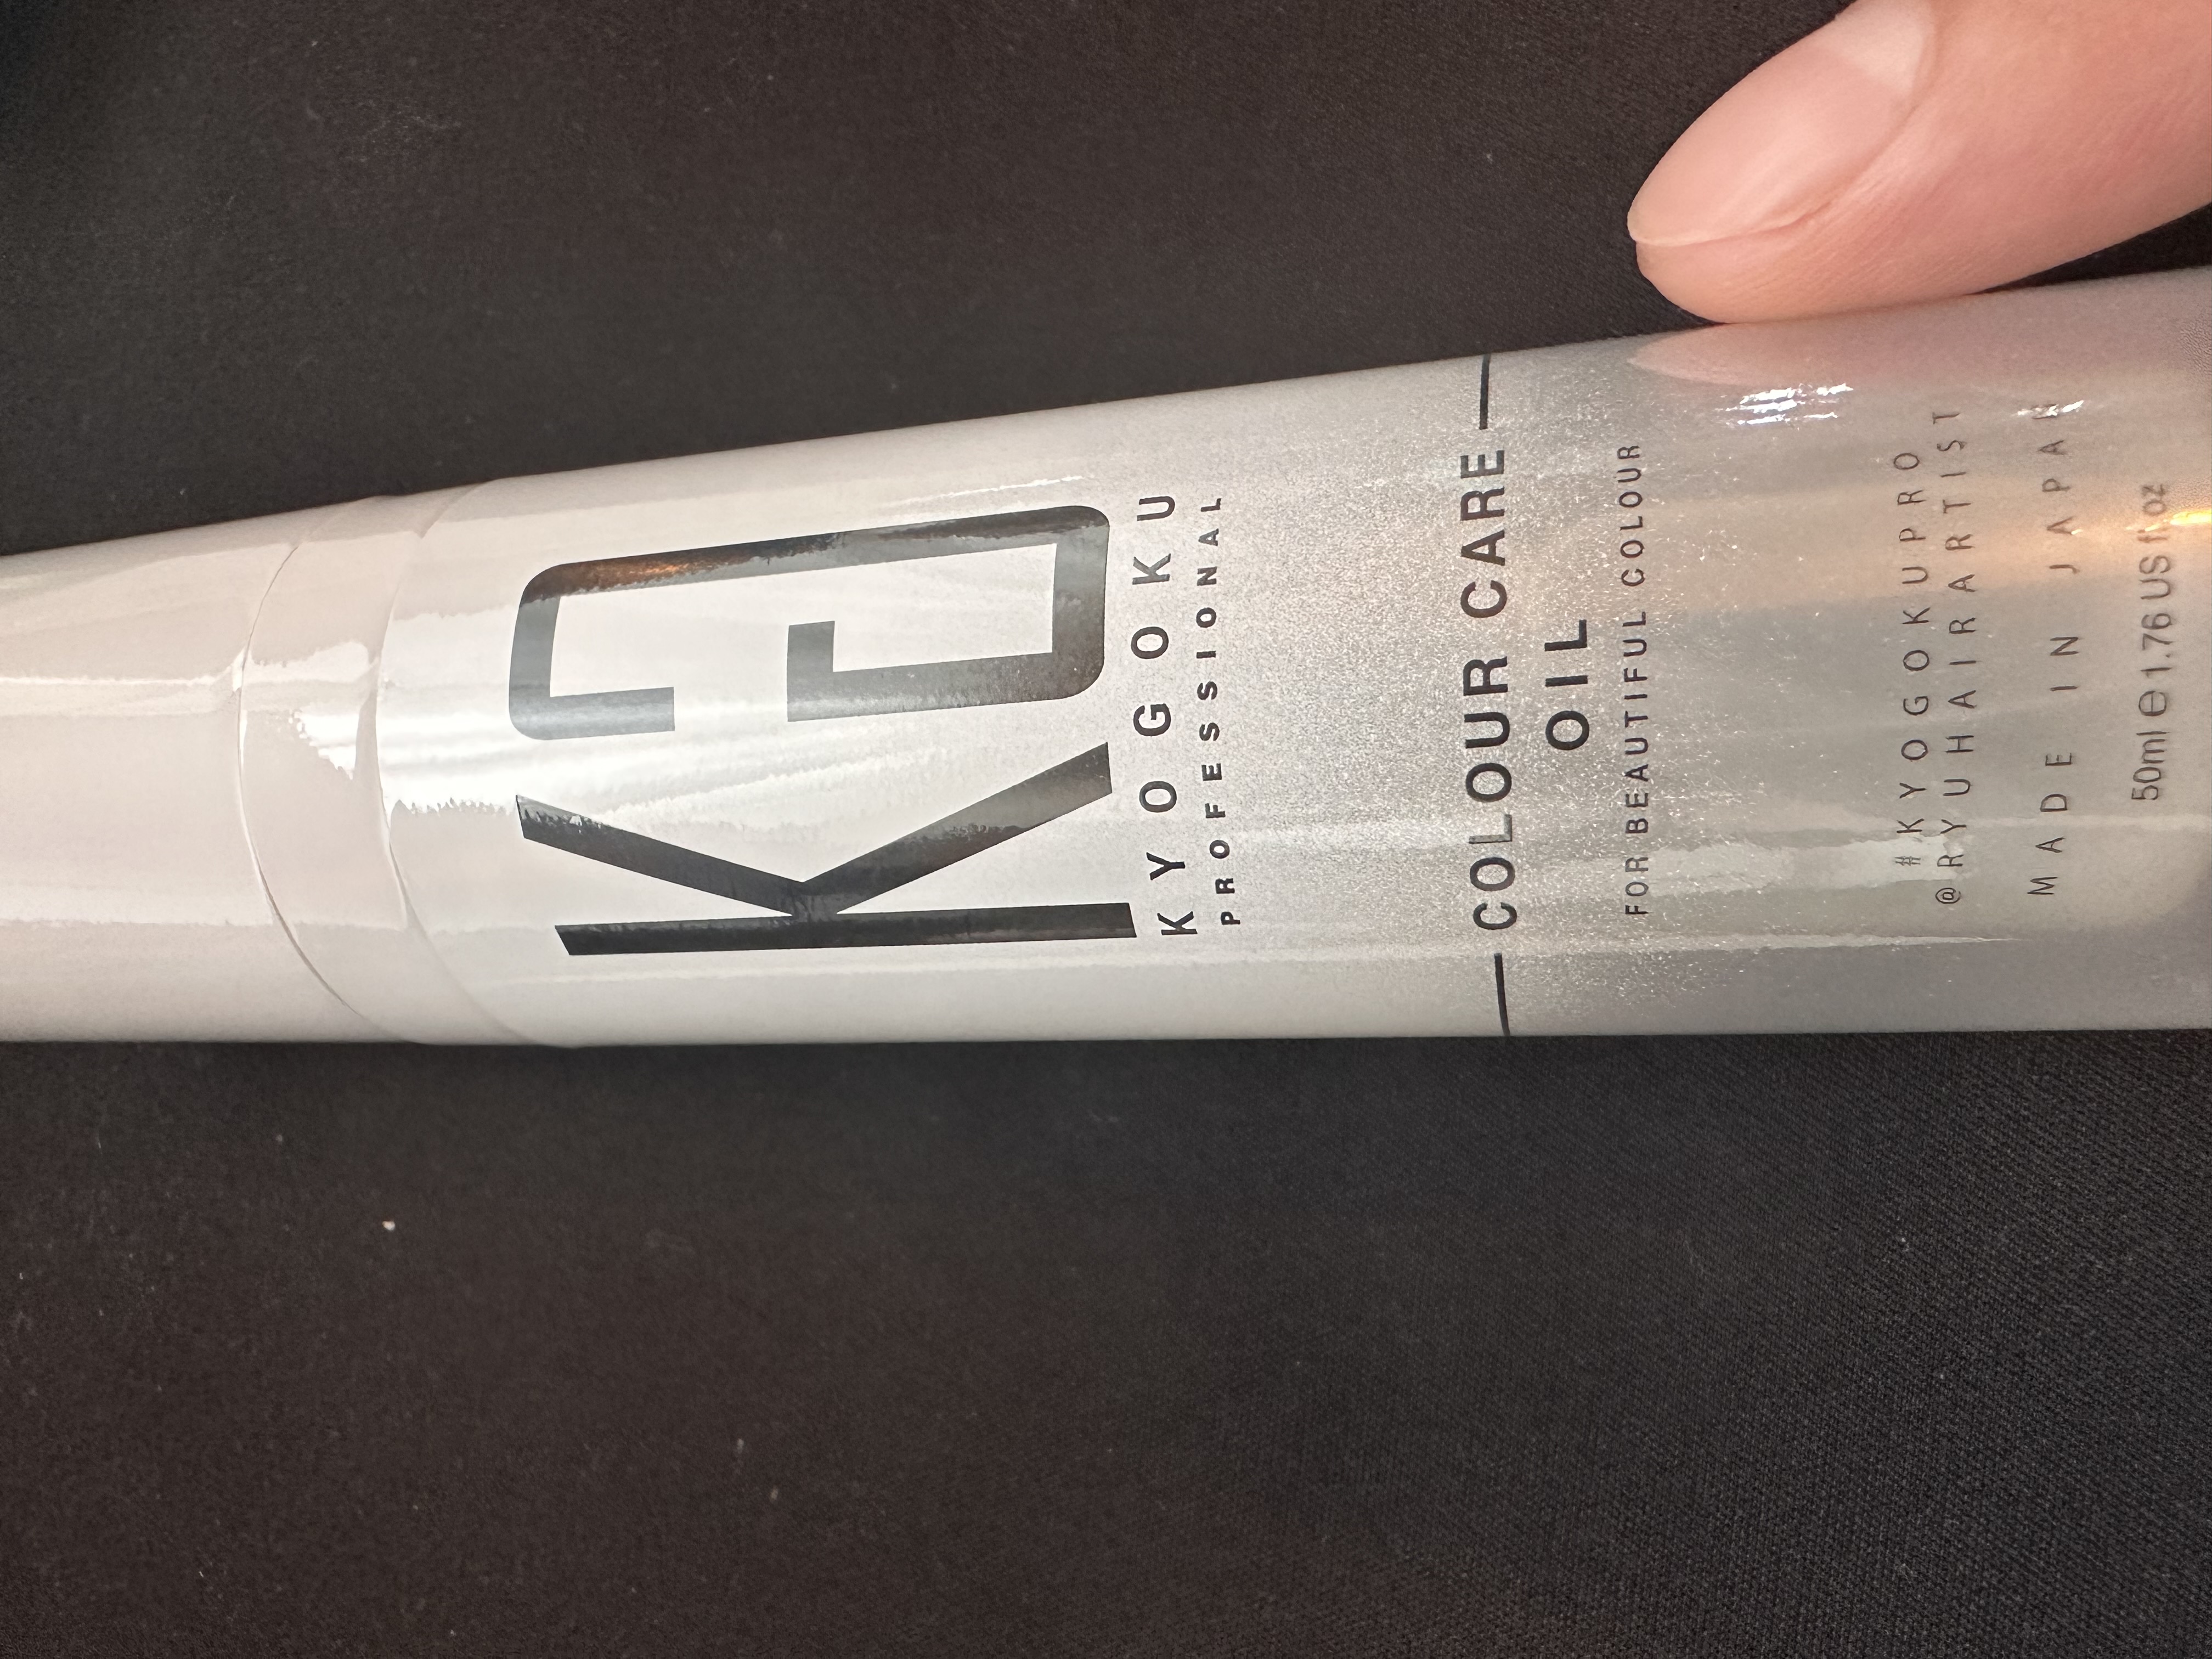 KG
KYOGOKU
PROFESSIONAL
COLOUR CARE
OIL
FOR BEAUTIFUL COLOUR
#KYOGOKUPRO
@RYUHAIRARTIST
MADE IN JAPAN
50ml ℮ 1.76 US fl.oz